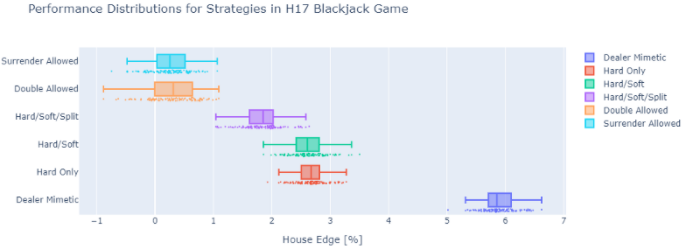 Performance Distributions for Strategies in H17 Blackjack Game
Surrender Allowed
Double Allowed
Hard/Soft/Split
Hard/Soft
Hard Only
Dealer Mimetic
−1 0 1 2 3 4 5 6 7
House Edge [%]
Dealer Mimetic
Hard Only
Hard/Soft
Hard/Soft/Split
Double Allowed
Surrender Allowed